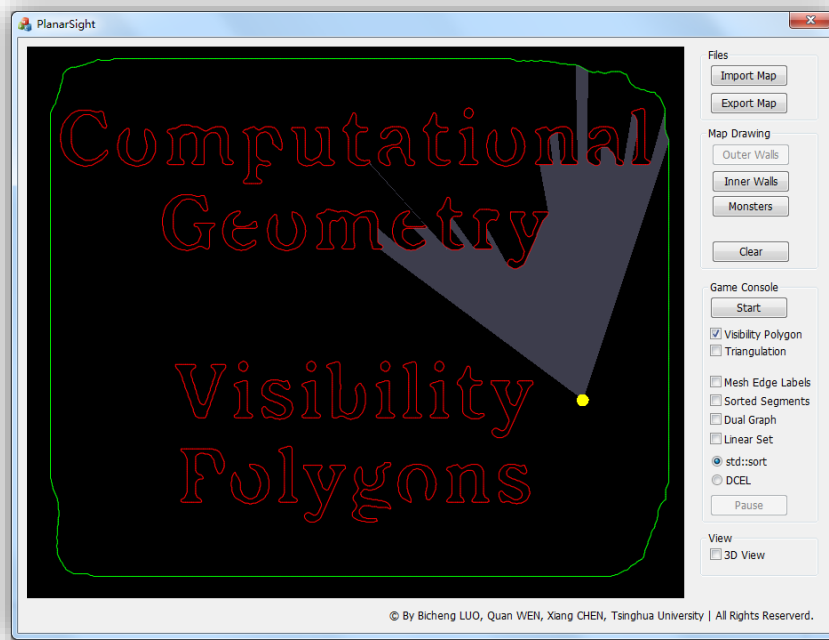 PlanarSight
Computational
Geometry
Visibility
Polygons
Files
Import Map
Export Map
Map Drawing
Outer Walls
Inner Walls
Monsters
Clear
Game Console
Start
Visibility Polygon
Triangulation
Mesh Edge Labels
Sorted Segments
Dual Graph
Linear Set
std::sort
DCEL
Pause
View
3D View
© By Bicheng LUO, Quan WEN, Xiang CHEN, Tsinghua University | All Rights Reserverd.